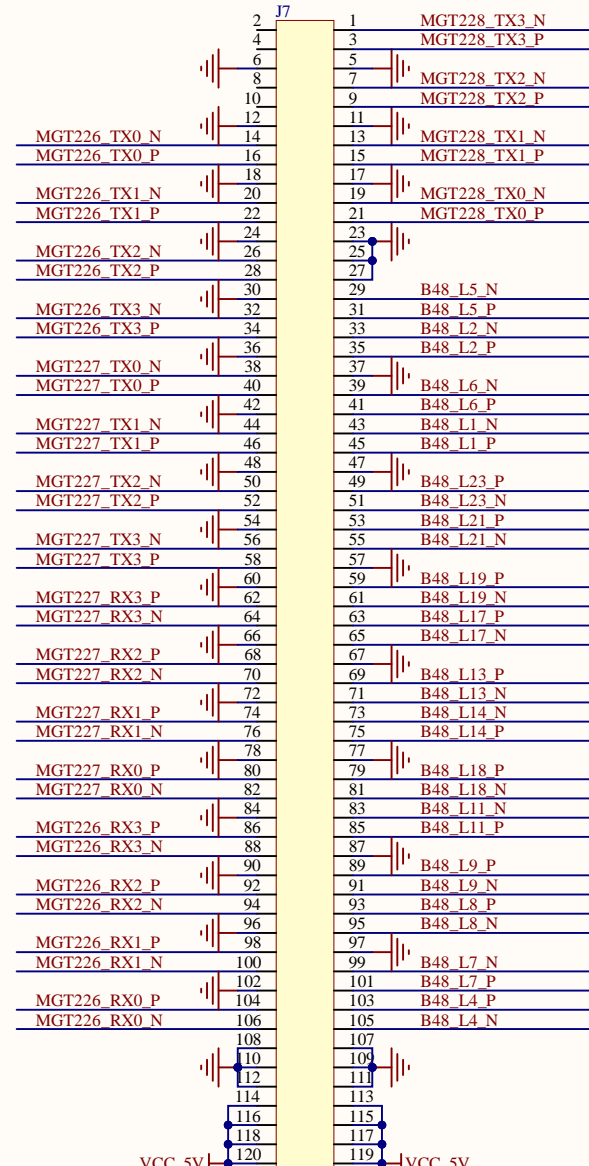 J7
2 1 MGT228_TX3_N
4 3 MGT228_TX3_P
6 5
8 7 MGT228_TX2_N
10 9 MGT228_TX2_P
12 11
MGT226_TX0_N 14 13 MGT228_TX1_N
MGT226_TX0_P 16 15 MGT228_TX1_P
18 17
MGT226_TX1_N 20 19 MGT228_TX0_N
MGT226_TX1_P 22 21 MGT228_TX0_P
24 23
MGT226_TX2_N 26 25
MGT226_TX2_P 28 27
30 29 B48_L5_N
MGT226_TX3_N 32 31 B48_L5_P
MGT226_TX3_P 34 33 B48_L2_N
36 35 B48_L2_P
MGT227_TX0_N 38 37
MGT227_TX0_P 40 39 B48_L6_N
42 41 B48_L6_P
MGT227_TX1_N 44 43 B48_L1_N
MGT227_TX1_P 46 45 B48_L1_P
48 47
MGT227_TX2_N 50 49 B48_L23_P
MGT227_TX2_P 52 51 B48_L23_N
54 53 B48_L21_P
MGT227_TX3_N 56 55 B48_L21_N
MGT227_TX3_P 58 57
60 59 B48_L19_P
MGT227_RX3_P 62 61 B48_L19_N
MGT227_RX3_N 64 63 B48_L17_P
66 65 B48_L17_N
MGT227_RX2_P 68 67
MGT227_RX2_N 70 69 B48_L13_P
72 71 B48_L13_N
MGT227_RX1_P 74 73 B48_L14_N
MGT227_RX1_N 76 75 B48_L14_P
78 77
MGT227_RX0_P 80 79 B48_L18_P
MGT227_RX0_N 82 81 B48_L18_N
84 83 B48_L11_N
MGT226_RX3_P 86 85 B48_L11_P
MGT226_RX3_N 88 87
90 89 B48_L9_P
MGT226_RX2_P 92 91 B48_L9_N
MGT226_RX2_N 94 93 B48_L8_P
96 95 B48_L8_N
MGT226_RX1_P 98 97
MGT226_RX1_N 100 99 B48_L7_N
102 101 B48_L7_P
MGT226_RX0_P 104 103 B48_L4_P
MGT226_RX0_N 106 105 B48_L4_N
108 107
110 109
112 111
114 113
116 115
118 117
VCC_5V 120 119 VCC_5V